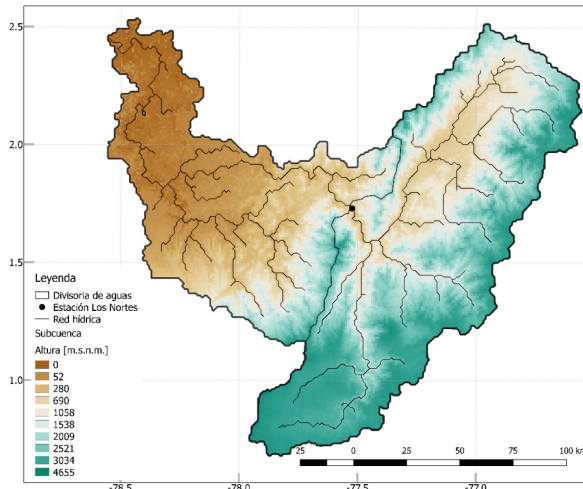 2.5
2.0
1.5
1.0
Leyenda
Divisoria de aguas
Estación Los Nortes
Red hídrica
Subcuenca
Altura [m.s.n.m.]
0
52
280
690
1058
1538
2009
2521
3034
4655
25 0 25 50 75 100 km
-78.5 -78.0 -77.5 -77.0